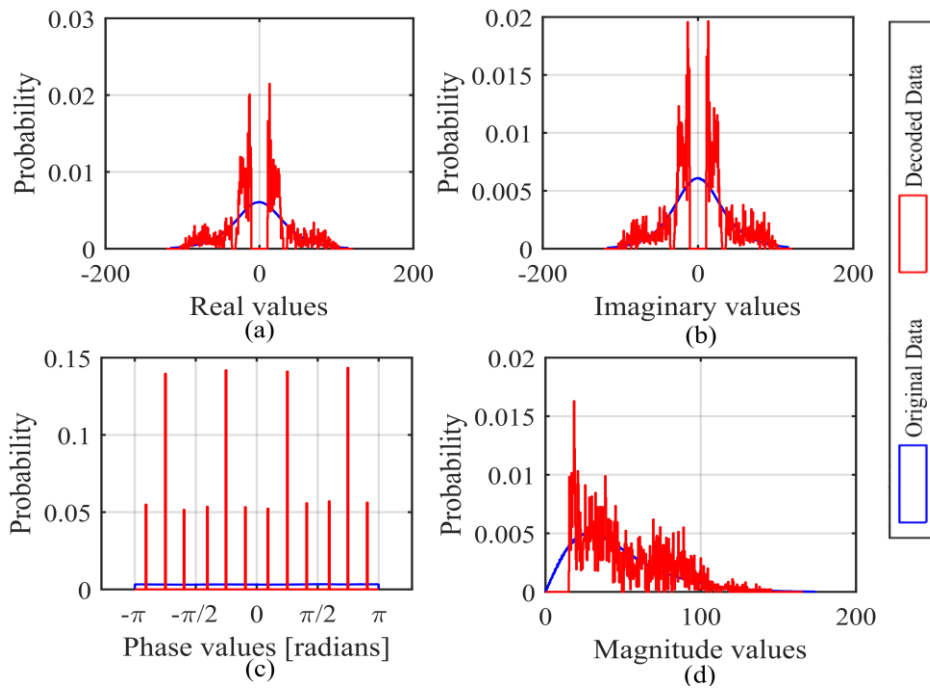 0.03
0.02
0.01
0
Probability
-200
0
200
Real values
(a)
0.02
0.015
0.01
0.005
0
Probability
-200
0
200
Imaginary values
(b)
0.15
0.1
0.05
0
Probability
-π
-π/2
0
π/2
π
Phase values [radians]
(c)
0.02
0.015
0.01
0.005
0
Probability
0
100
200
Magnitude values
(d)
Original Data
Decoded Data